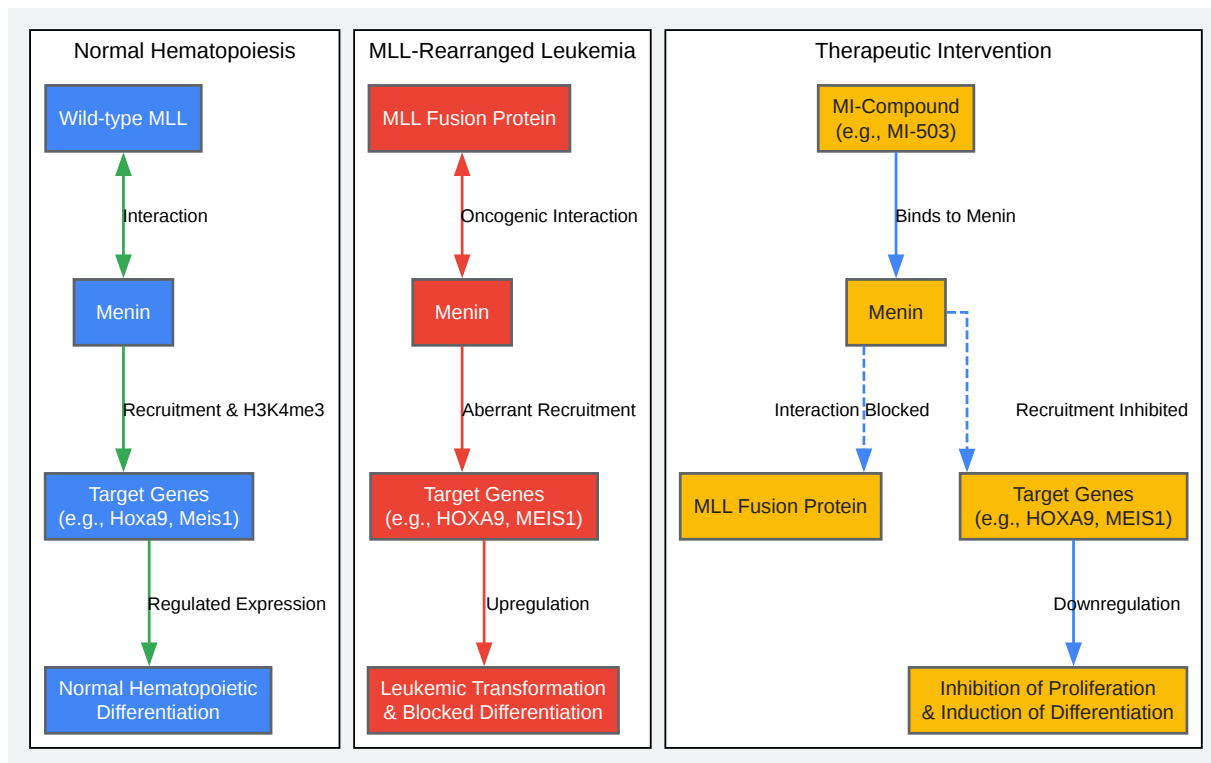 Normal Hematopoiesis
Wild-type MLL
Interaction
Menin
Recruitment & H3K4me3
Target Genes
(e.g., Hoxa9, Meis1)
Regulated Expression
Normal Hematopoietic
Differentiation
MLL-Rearranged Leukemia
MLL Fusion Protein
Oncogenic Interaction
Menin
Aberrant Recruitment
Target Genes
(e.g., HOXA9, MEIS1)
Upregulation
Leukemic Transformation
& Blocked Differentiation
Therapeutic Intervention
MI-Compound
(e.g., MI-503)
Binds to Menin
Menin
Interaction Blocked
Recruitment Inhibited
MLL Fusion Protein
Target Genes
(e.g., HOXA9, MEIS1)
Downregulation
Inhibition of Proliferation
& Induction of Differentiation